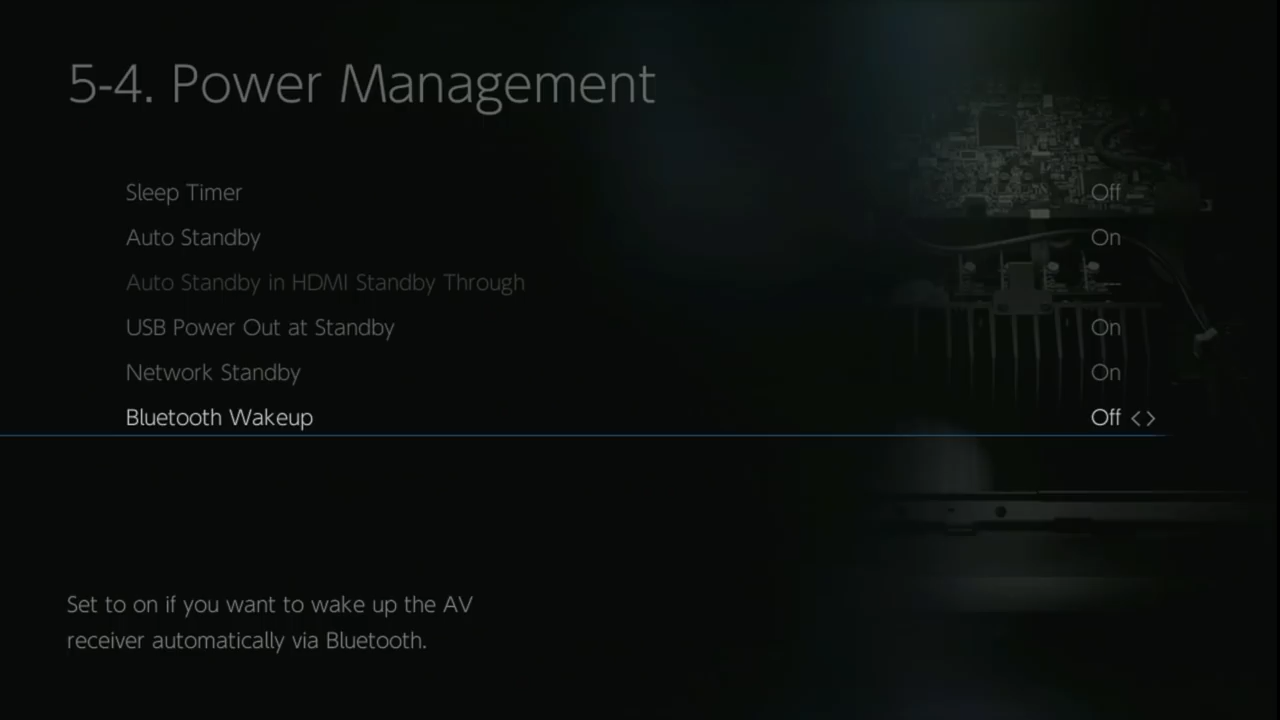 5-4. Power Management
Sleep Timer Off
Auto Standby On
Auto Standby in HDMI Standby Through
USB Power Out at Standby On
Network Standby On
Bluetooth Wakeup Off < >
Set to on if you want to wake up the AV
receiver automatically via Bluetooth.